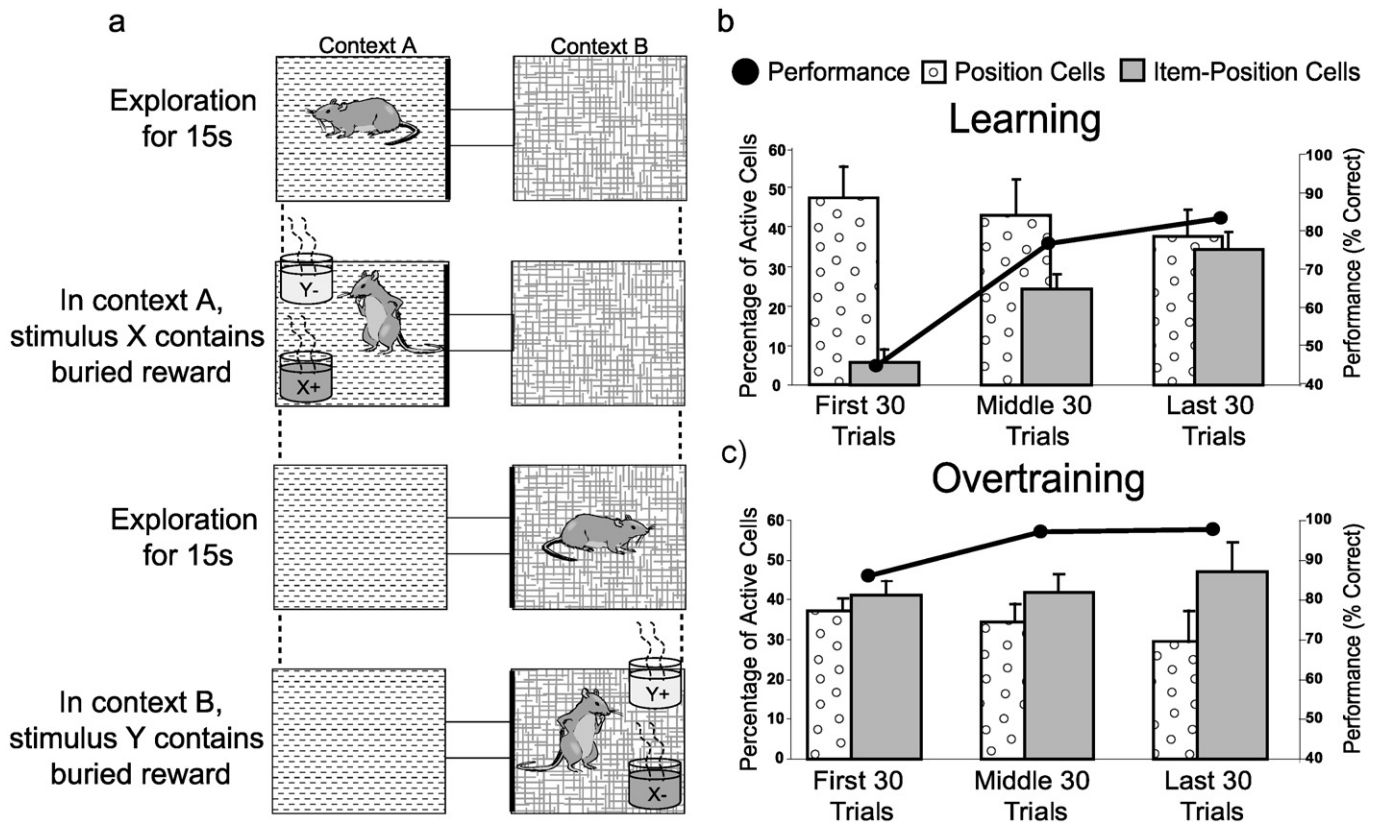 a
Context A
Context B
Exploration
for 15s
In context A,
stimulus X contains
buried reward
Y-
X+
Exploration
for 15s
In context B,
stimulus Y contains
buried reward
Y+
X-
b
Performance
Position Cells
Item-Position Cells
Learning
Percentage of Active Cells
60
50
40
30
20
10
0
100
90
80
70
60
50
40
Performance (% Correct)
First 30
Trials
Middle 30
Trials
Last 30
Trials
c)
Overtraining
Percentage of Active Cells
60
50
40
30
20
10
0
100
90
80
70
60
50
40
Performance (% Correct)
First 30
Trials
Middle 30
Trials
Last 30
Trials